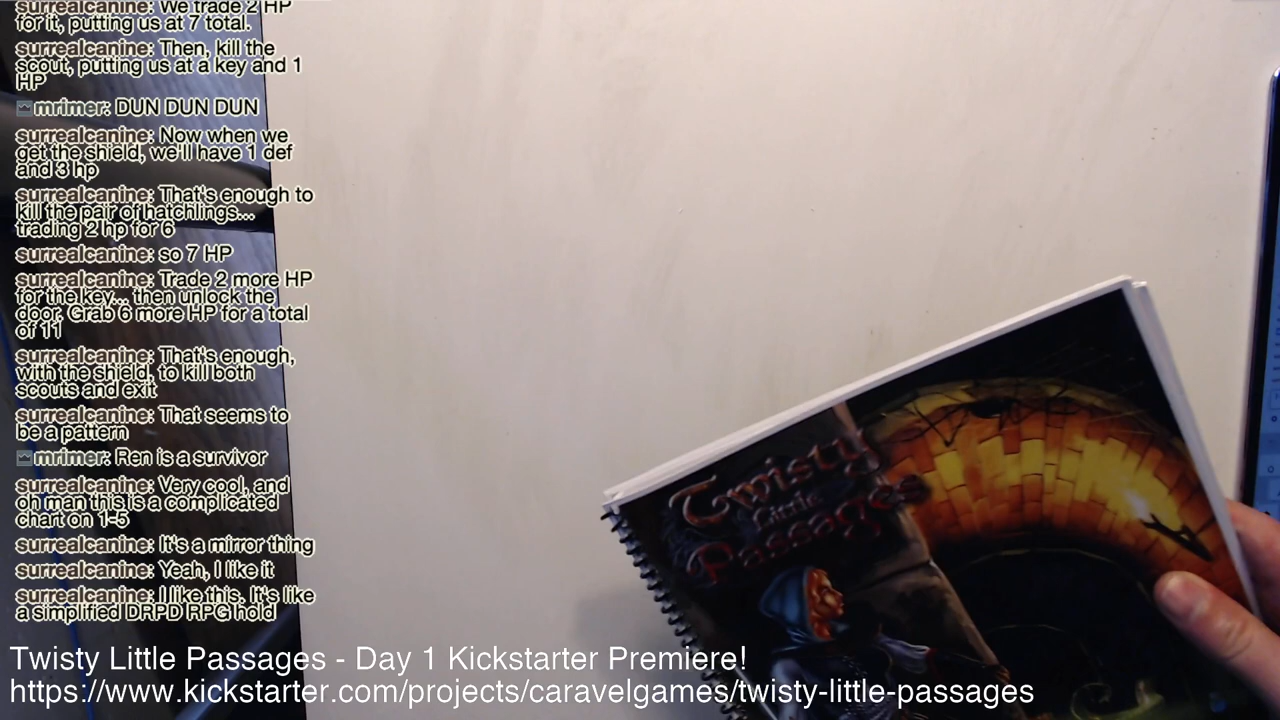 surrealcanine: We trade 2 HP
for it, putting us at 7 total.
surrealcanine: Then, kill the
scout, putting us at a key and 1
HP
mrimer: DUN DUN DUN
surrealcanine: Now when we
get the shield, we'll have 1 def
and 3 hp
surrealcanine: That's enough to
kill the pair of hatchlings...
trading 2 hp for 6
surrealcanine: so 7 HP
surrealcanine: Trade 2 more HP
for the key... then unlock the
door. Grab 6 more HP for a total
of 11
surrealcanine: That's enough,
with the shield, to kill both
scouts and exit
surrealcanine: That seems to
be a pattern
mrimer: Ren is a survivor
surrealcanine: Very cool, and
oh man this is a complicated
chart on 1-5
surrealcanine: It's a mirror thing
surrealcanine: Yeah, I like it
surrealcanine: I like this. It's like
a simplified DRPD RPG hold
Twisty
Little
Passages
Twisty Little Passages - Day 1 Kickstarter Premiere!
https://www.kickstarter.com/projects/caravelgames/twisty-little-passages